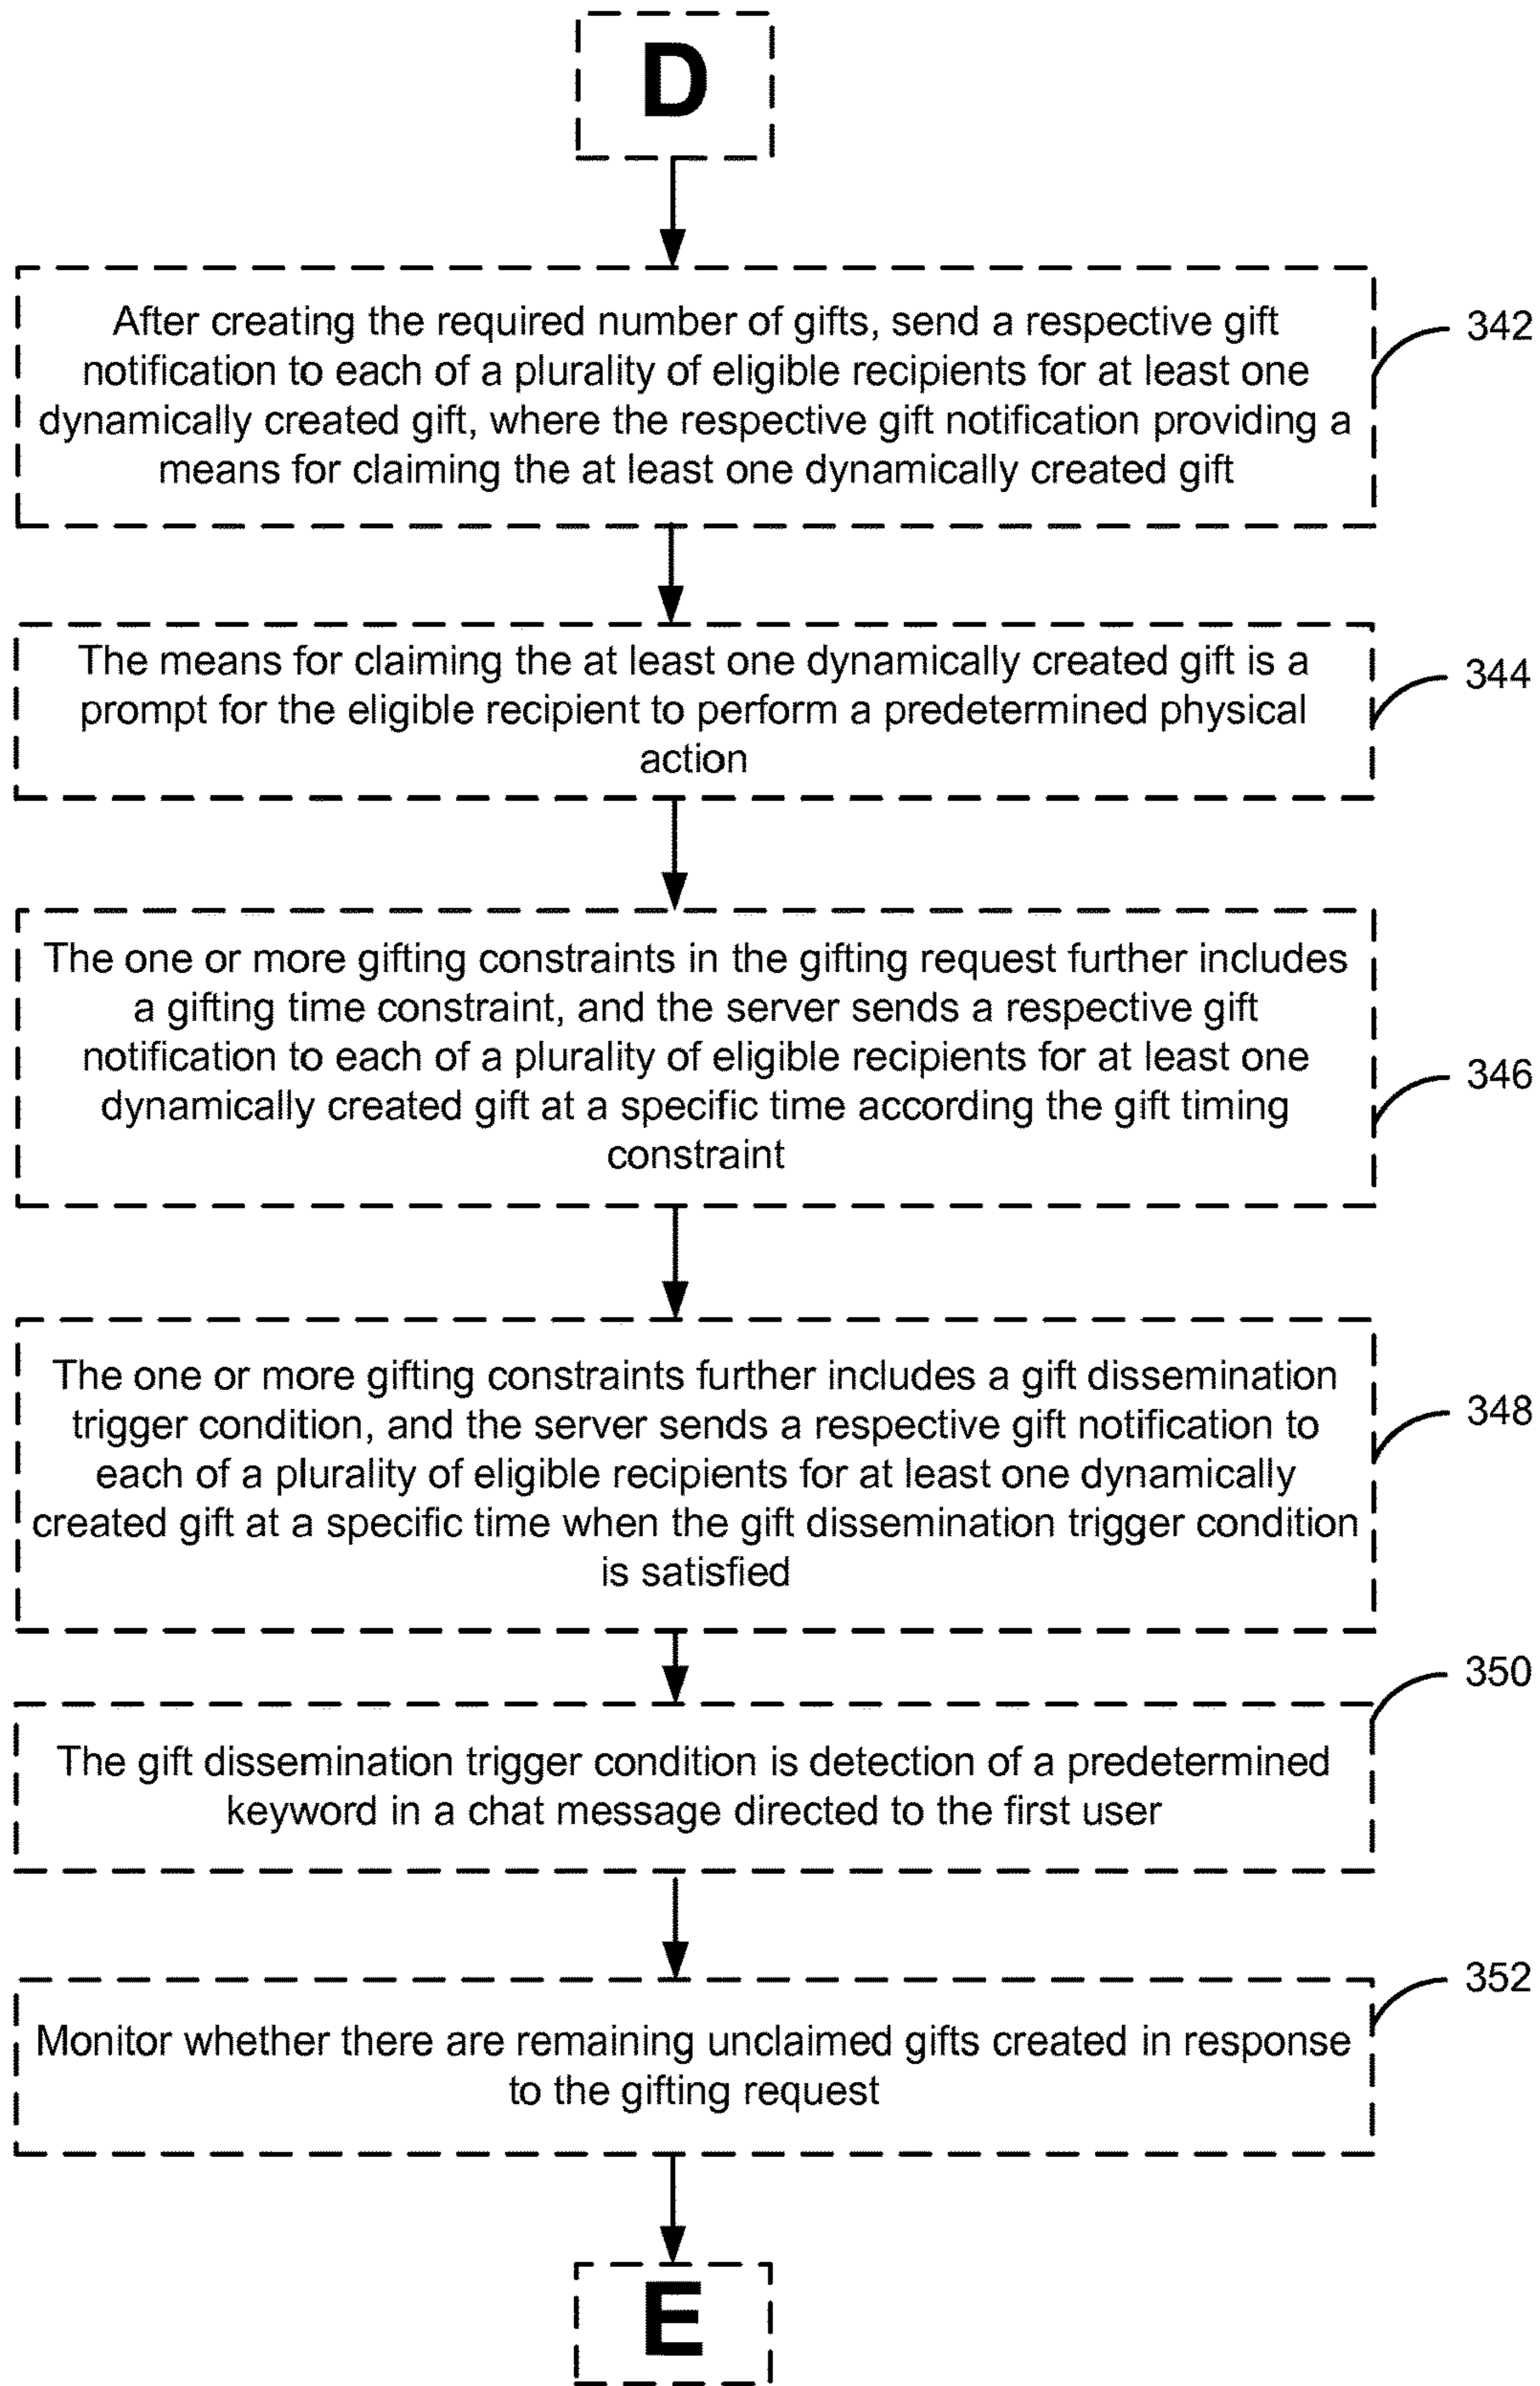 D
After creating the required number of gifts, send a respective gift
notification to each of a plurality of eligible recipients for at least one
dynamically created gift, where the respective gift notification providing a
means for claiming the at least one dynamically created gift
342
The means for claiming the at least one dynamically created gift is a
prompt for the eligible recipient to perform a predetermined physical
action
344
The one or more gifting constraints in the gifting request further includes
a gifting time constraint, and the server sends a respective gift
notification to each of a plurality of eligible recipients for at least one
dynamically created gift at a specific time according the gift timing
constraint
346
The one or more gifting constraints further includes a gift dissemination
trigger condition, and the server sends a respective gift notification to
each of a plurality of eligible recipients for at least one dynamically
created gift at a specific time when the gift dissemination trigger condition
is satisfied
348
350
The gift dissemination trigger condition is detection of a predetermined
keyword in a chat message directed to the first user
352
Monitor whether there are remaining unclaimed gifts created in response
to the gifting request
E